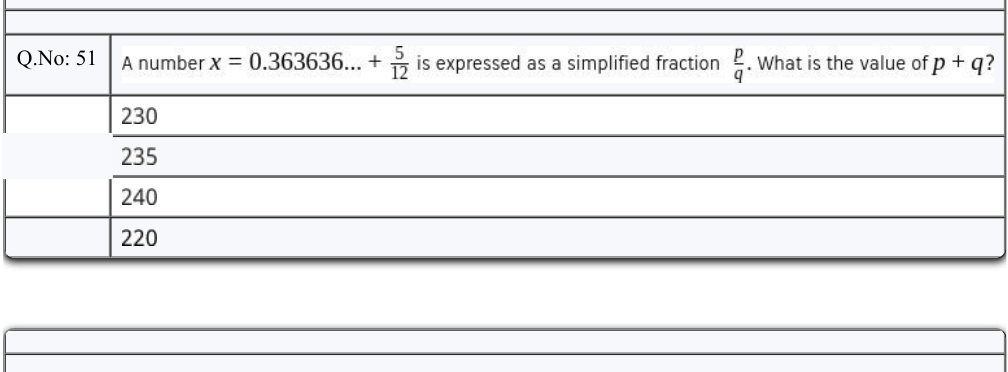 Q.No: 51
A number x = 0.363636... + 5/12 is expressed as a simplified fraction p/q. What is the value of p + q?
230
235
240
220